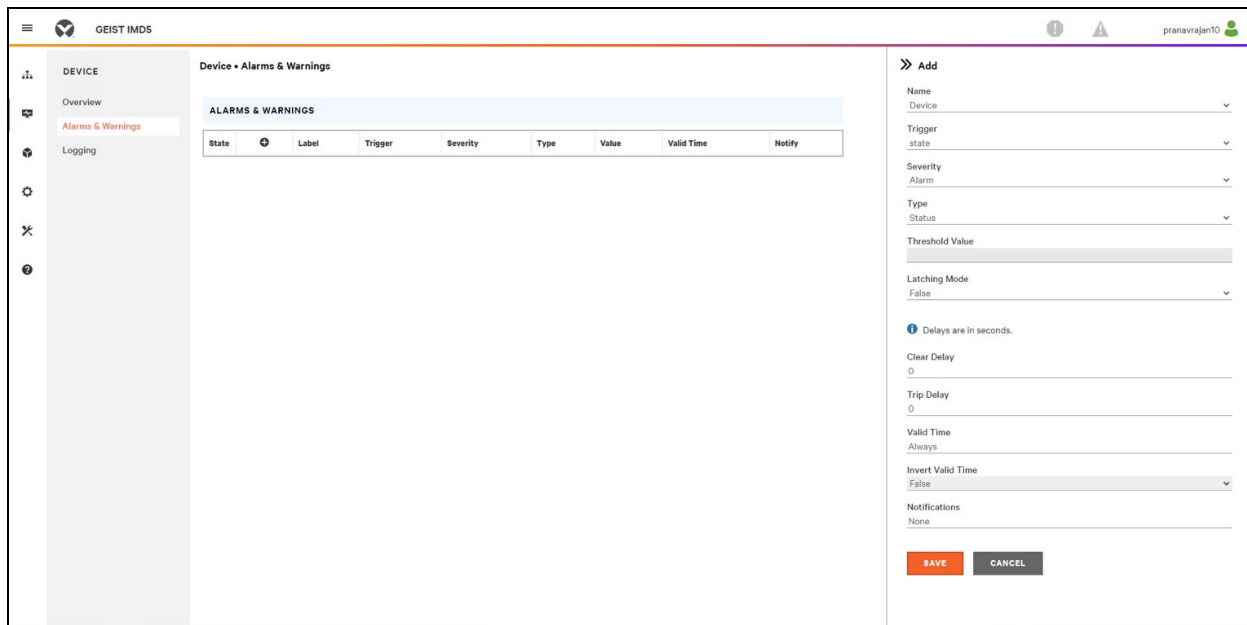 GEIST IMD5
pranavrajan10
DEVICE
Overview
Alarms & Warnings
Logging
Device • Alarms & Warnings
ALARMS & WARNINGS
State Label Trigger Severity Type Value Valid Time Notify
Add
Name
Device
Trigger
state
Severity
Alarm
Type
Status
Threshold Value
Latching Mode
False
Delays are in seconds.
Clear Delay
0
Trip Delay
0
Valid Time
Always
Invert Valid Time
False
Notifications
None
SAVE CANCEL